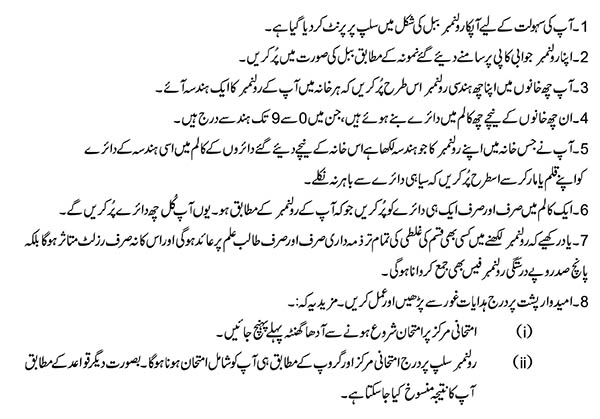 1۔ آپ کی سہولت کے لیے آپکا رولنمبر ببل کی شکل میں سلپ پر پرنٹ کر دیا گیا ہے۔
2۔ اپنا رولنمبر جوابی کاپی پر سامنے دیئے گئے نمونہ کے مطابق ببل کی صورت میں پُر کریں۔
3۔ آپ چھ خانوں میں اپنا چھ ہندسی رولنمبر اس طرح پُر کریں کہ ہر خانہ میں آپ کے رولنمبر کا ایک ہندسہ آئے۔
4۔ ان چھ خانوں کے نیچے چھ کالم میں دائرے بنے ہوئے ہیں، جن میں 0 سے 9 تک ہندسے درج ہیں۔
5۔ آپ نے جس خانہ میں اپنے رولنمبر کا جو ہندسہ لکھا ہے اس خانہ کے نیچے دیئے گئے دائروں کے کالم میں اسی ہندسہ کے دائرے
کو اپنے قلم یا مارکر سے اسطرح پُر کریں کہ سیاہی دائرے سے باہر نہ نکلے۔
6۔ ایک کالم میں صرف اور صرف ایک ہی دائرے کو پُر کریں جو کہ آپ کے رولنمبر کے مطابق ہو۔ یوں آپ کُل چھ دائرے پُر کریں گے۔
7۔ یاد رکھیے کہ رولنمبر لکھنے میں کسی بھی قسم کی غلطی کی تمام تر ذمہ داری صرف اور صرف طالب علم پر عائد ہوگی اور اس کا نہ صرف رزلٹ متاثر ہوگا بلکہ
پانچ صد روپے درستگی رولنمبر فیس بھی جمع کروانا ہوگی۔
8۔ امیدوار پشت پر درج ہدایات غور سے پڑھیں اور عمل کریں۔ مزید یہ کہ:۔
(i) امتحانی مرکز پر امتحان شروع ہونے سے آدھا گھنٹہ پہلے پہنچ جائیں۔
(ii) رولنمبر سلپ پر درج امتحانی مرکز اور گروپ کے مطابق ہی آپ کو شامل امتحان ہونا ہوگا۔ بصورت دیگر قواعد کے مطابق
آپ کا نتیجہ منسوخ کیا جا سکتا ہے۔